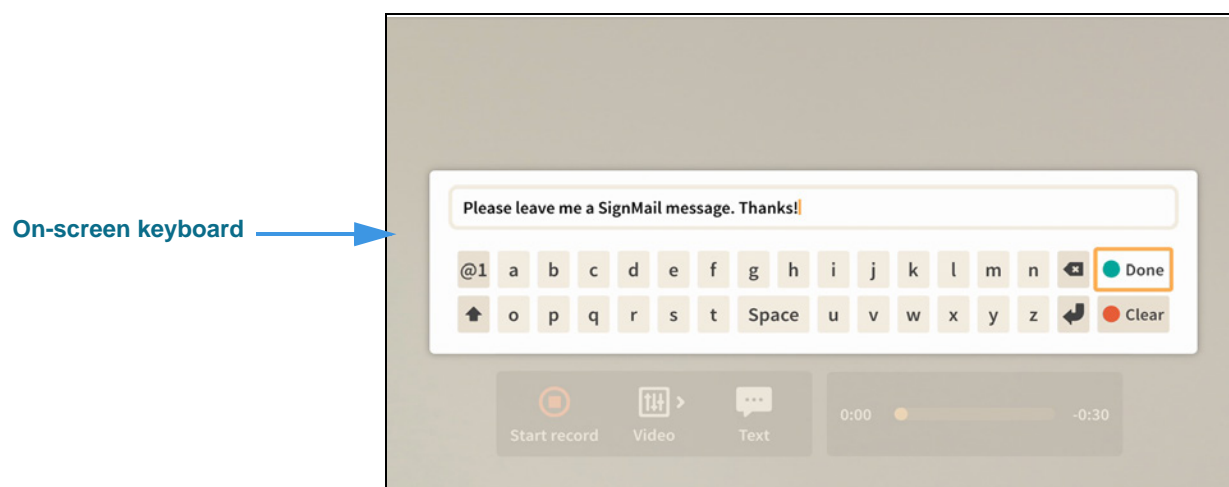 On-screen keyboard
Please leave me a SignMail message. Thanks!
@1 a b c d e f g h i j k l m n Done
o p q r s t Space u v w x y z Clear
0:00 -0:30
Start record Video Text